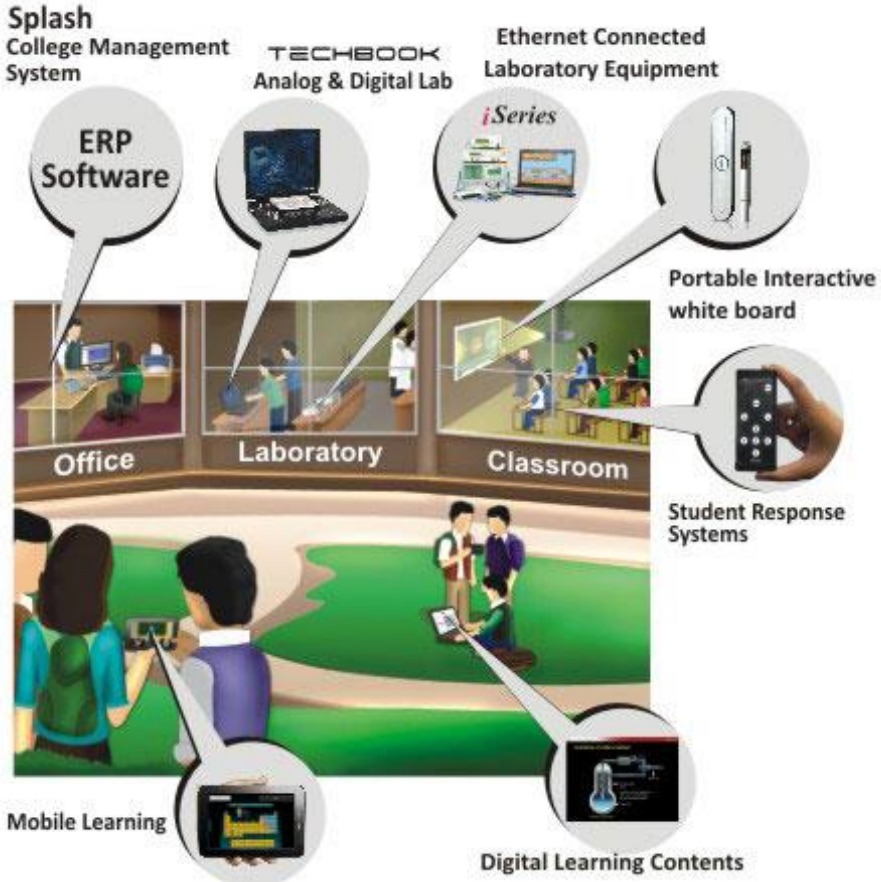 Splash
College Management
System
TECHBOOK
Analog & Digital Lab
Ethernet Connected
Laboratory Equipment
ERP
Software
iSeries
Portable Interactive
white board
Office
Laboratory
Classroom
Student Response
Systems
Mobile Learning
Digital Learning Contents